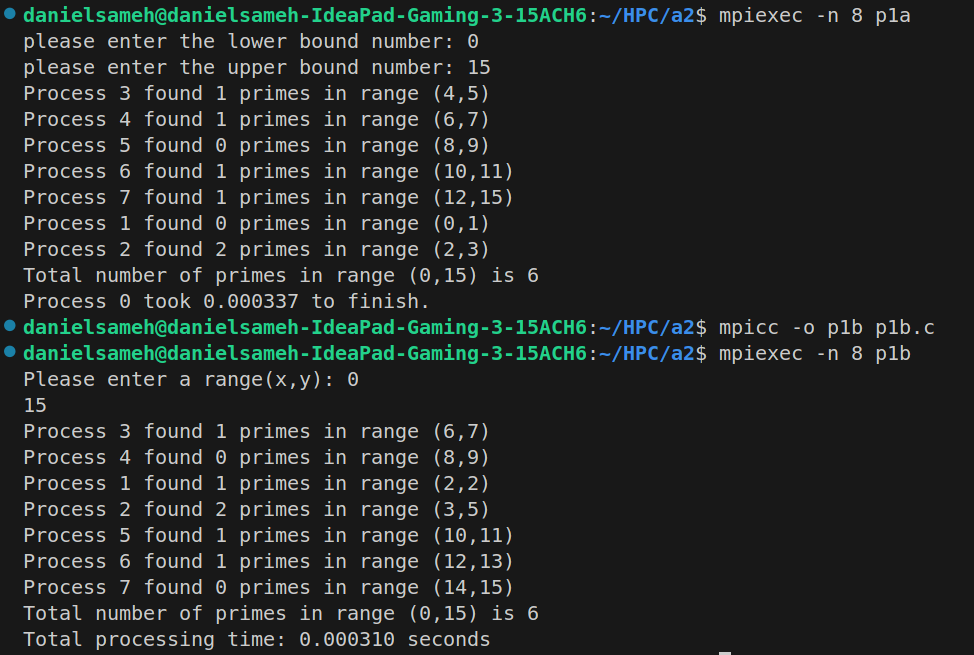 danielsameh@danielsameh-IdeaPad-Gaming-3-15ACH6:~/HPC/a2$ mpiexec -n 8 p1a
please enter the lower bound number: 0
please enter the upper bound number: 15
Process 3 found 1 primes in range (4,5)
Process 4 found 1 primes in range (6,7)
Process 5 found 0 primes in range (8,9)
Process 6 found 1 primes in range (10,11)
Process 7 found 1 primes in range (12,15)
Process 1 found 0 primes in range (0,1)
Process 2 found 2 primes in range (2,3)
Total number of primes in range (0,15) is 6
Process 0 took 0.000337 to finish.
danielsameh@danielsameh-IdeaPad-Gaming-3-15ACH6:~/HPC/a2$ mpicc -o p1b p1b.c
danielsameh@danielsameh-IdeaPad-Gaming-3-15ACH6:~/HPC/a2$ mpiexec -n 8 p1b
Please enter a range(x,y): 0
15
Process 3 found 1 primes in range (6,7)
Process 4 found 0 primes in range (8,9)
Process 1 found 1 primes in range (2,2)
Process 2 found 2 primes in range (3,5)
Process 5 found 1 primes in range (10,11)
Process 6 found 1 primes in range (12,13)
Process 7 found 0 primes in range (14,15)
Total number of primes in range (0,15) is 6
Total processing time: 0.000310 seconds